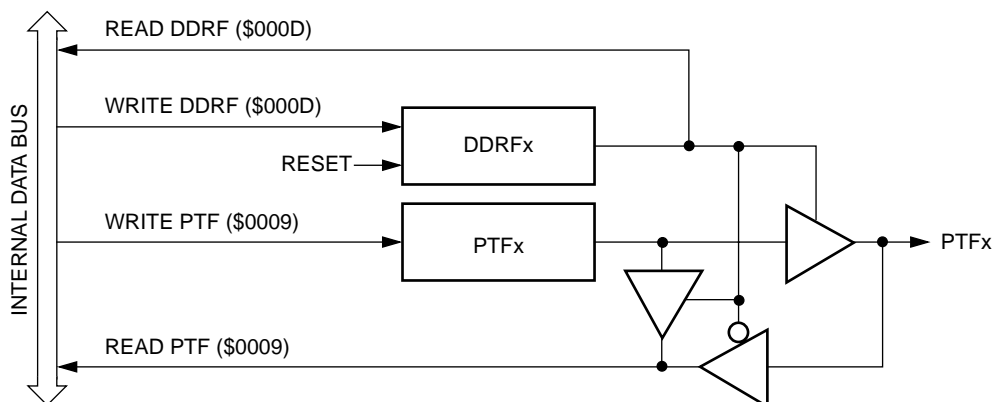 READ DDRF ($000D)
WRITE DDRF ($000D)
DDRFx
RESET
INTERNAL DATA BUS
WRITE PTF ($0009)
PTFx
PTFx
READ PTF ($0009)